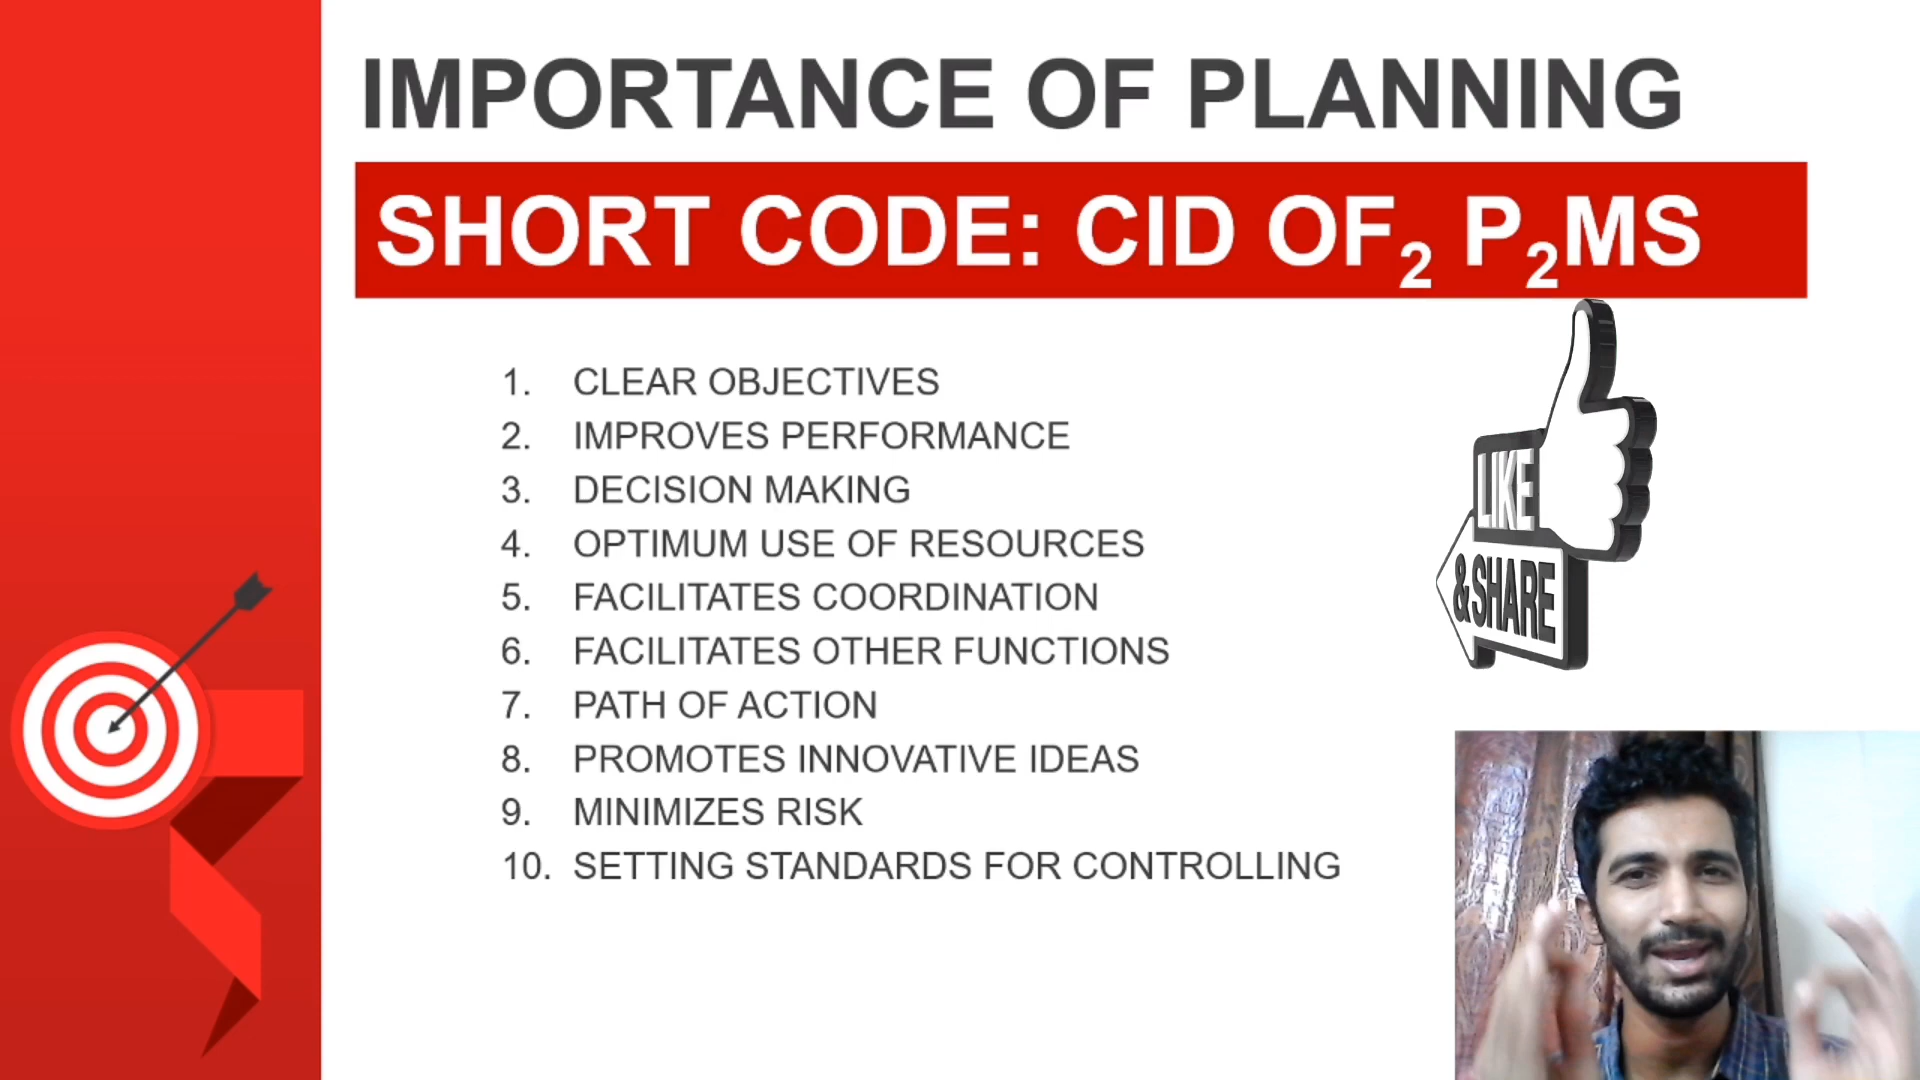 IMPORTANCE OF PLANNING
SHORT CODE: CID OF₂ P₂MS
1. CLEAR OBJECTIVES
2. IMPROVES PERFORMANCE
3. DECISION MAKING
4. OPTIMUM USE OF RESOURCES
5. FACILITATES COORDINATION
6. FACILITATES OTHER FUNCTIONS
7. PATH OF ACTION
8. PROMOTES INNOVATIVE IDEAS
9. MINIMIZES RISK
10. SETTING STANDARDS FOR CONTROLLING
LIKE
& SHARE